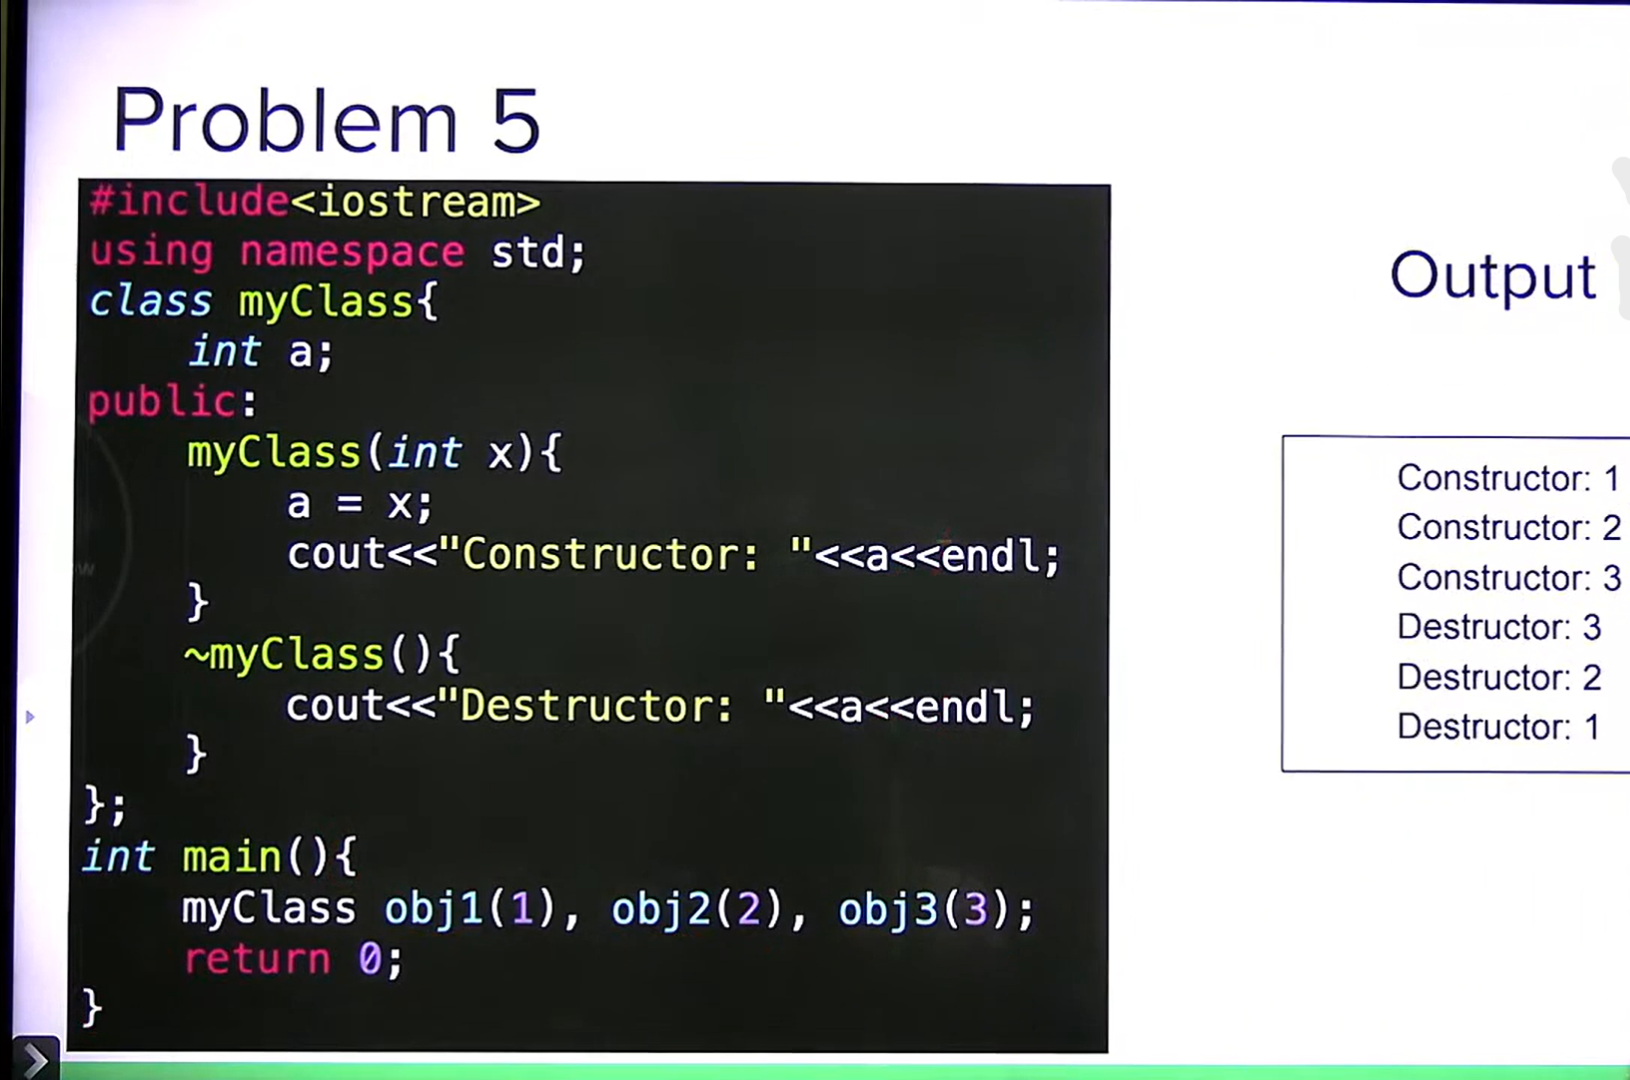 Problem 5
#include<iostream>
using namespace std;
class myClass{
    int a;
public:
    myClass(int x){
        a = x;
        cout<<"Constructor: "<<a<<endl;
    }
    ~myClass(){
        cout<<"Destructor: "<<a<<endl;
    }
};
int main(){
    myClass obj1(1), obj2(2), obj3(3);
    return 0;
}
Output
Constructor: 1
Constructor: 2
Constructor: 3
Destructor: 3
Destructor: 2
Destructor: 1